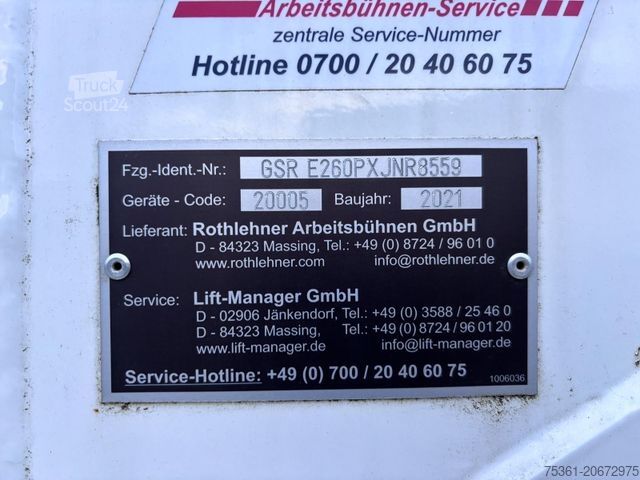 Arbeitsbühnen-Service
zentrale Service-Nummer
Hotline 0700 / 20 40 60 75
Truck
Scout24
Fzg.-Ident.-Nr.: GSR E260PXJNR8559
Geräte - Code: 20005 Baujahr: 2021
Lieferant: Rothlehner Arbeitsbühnen GmbH
D - 84323 Massing, Tel.: +49 (0) 8724 / 96 01 0
www.rothlehner.com info@rothlehner.de
Service: Lift-Manager GmbH
D - 02906 Jänkendorf, Tel.: +49 (0) 3588 / 25 46 0
D - 84323 Massing, Tel.: +49 (0) 8724 / 96 01 20
www.lift-manager.de info@lift-manager.de
Service-Hotline: +49 (0) 700 / 20 40 60 75
1006036
75361-20672975